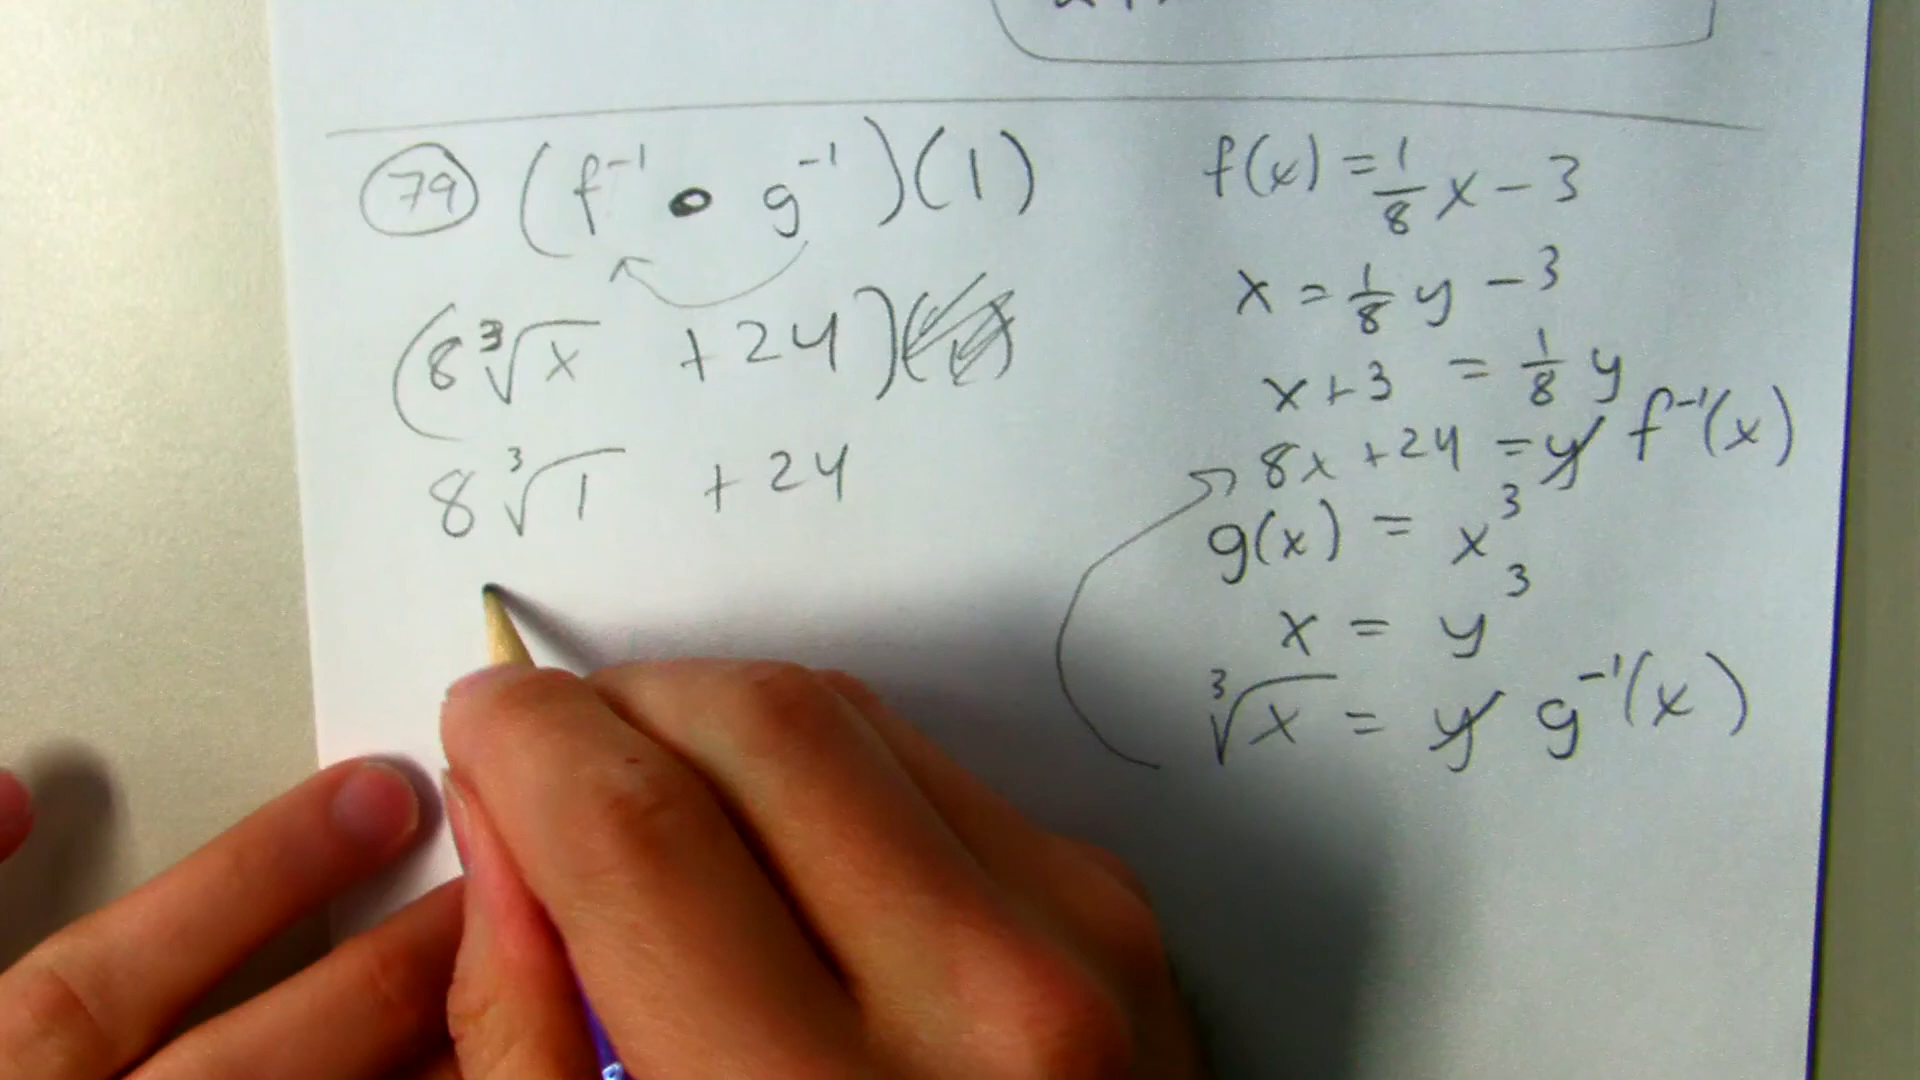 79 (f⁻¹ ∘ g⁻¹)(1)
(8∛x + 24)
8∛1 + 24
f(x) = 1/8 x - 3
x = 1/8 y - 3
x + 3 = 1/8 y
8x + 24 = y f⁻¹(x)
g(x) = x³
x = y³
∛x = y g⁻¹(x)